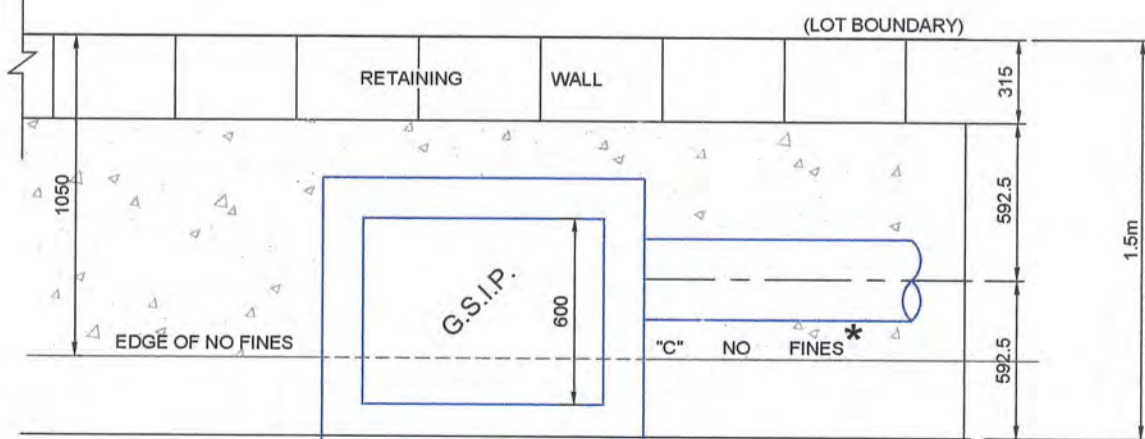 (LOT BOUNDARY)
RETAINING WALL
315
1050
592.5
1.5m
G.S.I.P.
600
EDGE OF NO FINES
"C" NO FINES *
592.5